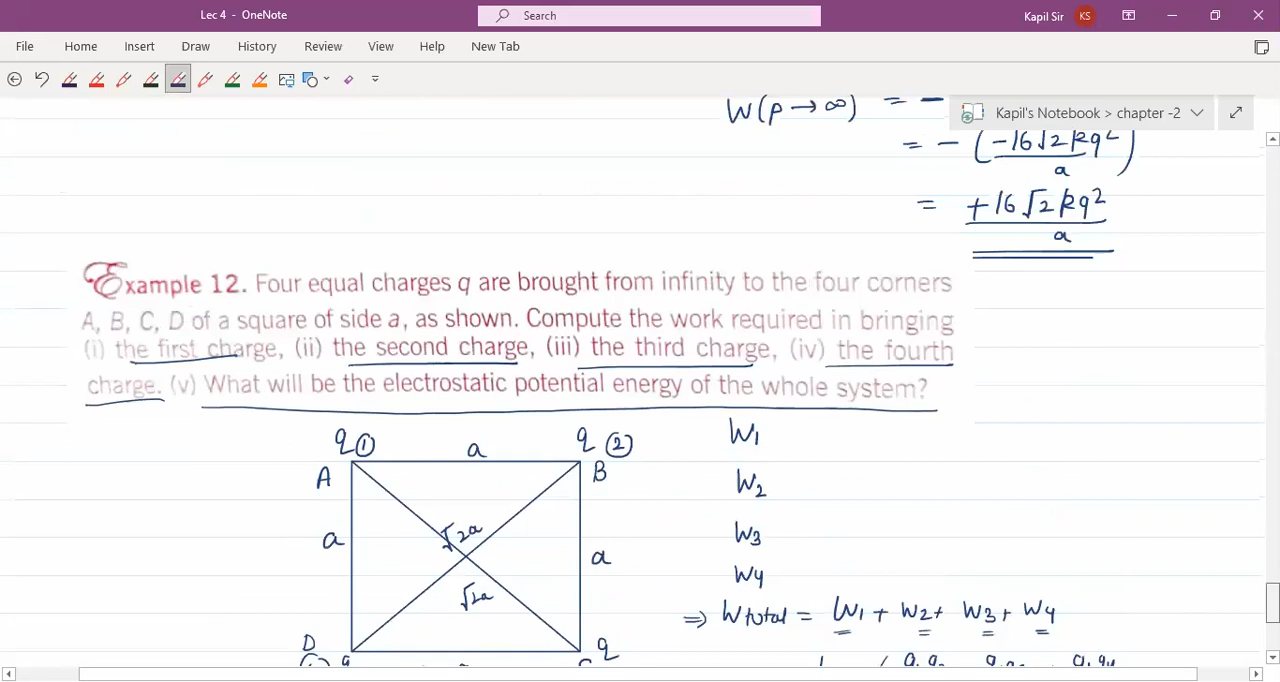 Lec 4 - OneNote
Search
Kapil Sir KS
File Home Insert Draw History Review View Help New Tab
Kapil's Notebook > chapter -2
W(p→∞) = -
= - (-16√2kq²/a)
= +16√2kq²/a
Example 12. Four equal charges q are brought from infinity to the four corners
A, B, C, D of a square of side a, as shown. Compute the work required in bringing
(i) the first charge, (ii) the second charge, (iii) the third charge, (iv) the fourth
charge. (v) What will be the electrostatic potential energy of the whole system?
q ① a q ②
A B
a √2a a
√2a
D q
W₁
W₂
W₃
W₄
⇒ Wtotal = W₁ + W₂ + W₃ + W₄